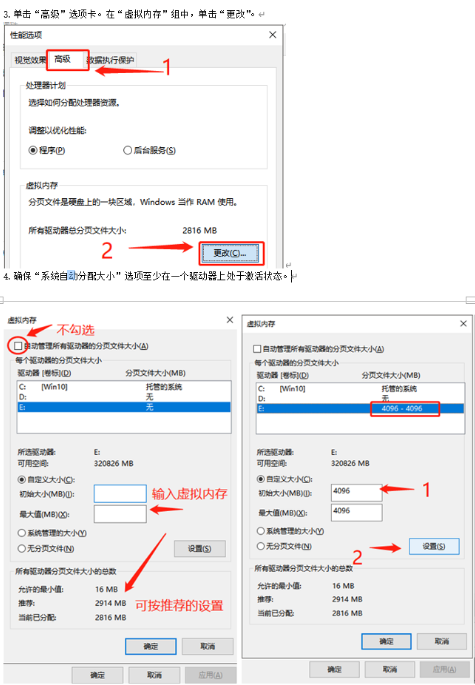 3. 单击“高级”选项卡。在“虚拟内存”组中，单击“更改”。
性能选项
视觉效果 高级 数据执行保护
1
处理器计划
选择如何分配处理器资源。
调整以优化性能:
程序(P) 后台服务(S)
虚拟内存
分页文件是硬盘上的一块区域，Windows 当作 RAM 使用。
所有驱动器总分页文件大小: 2816 MB
2
更改(C)...
4. 确保“系统自动分配大小”选项至少在一个驱动器上处于激活状态。
虚拟内存
不勾选
自动管理所有驱动器的分页文件大小(A)
每个驱动器的分页文件大小
驱动器 [卷标](D) 分页文件大小(MB)
C: [Win10] 托管的系统
D: 无
E: 无
所选驱动器: E:
可用空间: 320826 MB
自定义大小(C):
初始大小(MB)(I):
输入虚拟内存
最大值(MB)(X):
系统管理的大小(Y)
无分页文件(N) 设置(S)
所有驱动器分页文件大小的总数
允许的最小值: 16 MB
推荐: 2914 MB
可按推荐的设置
当前已分配: 2816 MB
确定 取消
确定 取消 应用(A)
虚拟内存
自动管理所有驱动器的分页文件大小(A)
每个驱动器的分页文件大小
驱动器 [卷标](D) 分页文件大小(MB)
C: [Win10] 托管的系统
D: 无
E: 4096 - 4096
所选驱动器: E:
可用空间: 320826 MB
自定义大小(C):
初始大小(MB)(I): 4096
1
最大值(MB)(X): 4096
系统管理的大小(Y)
无分页文件(N) 设置(S)
2
所有驱动器分页文件大小的总数
允许的最小值: 16 MB
推荐: 2914 MB
当前已分配: 2816 MB
确定 取消
确定 取消 应用(A)